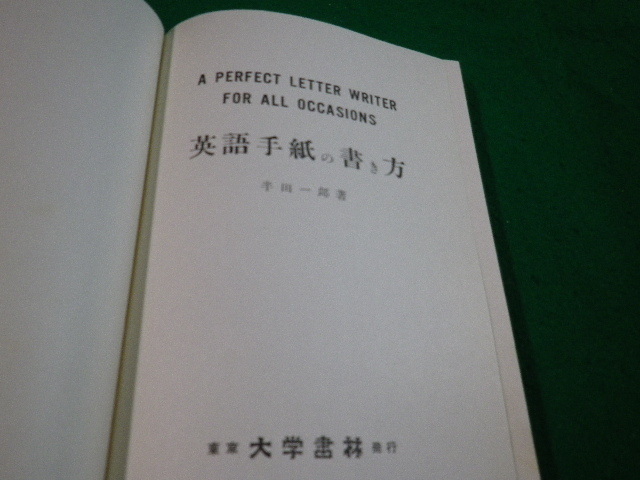 A PERFECT LETTER WRITER
FOR ALL OCCASIONS
英語手紙の書き方
半田一郎著
東京 大学書林 発行